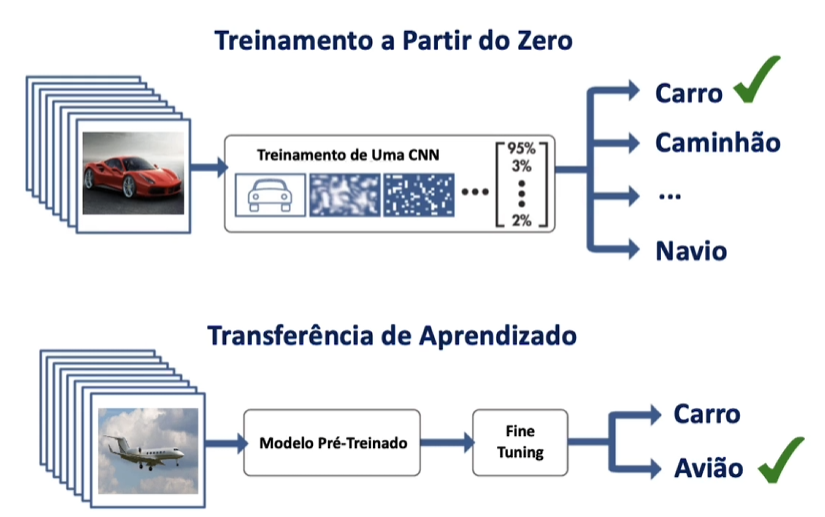 Treinamento a Partir do Zero
Treinamento de Uma CNN
95%
3%
2%
Carro
Caminhão
...
Navio
Transferência de Aprendizado
Modelo Pré-Treinado
Fine
Tuning
Carro
Avião